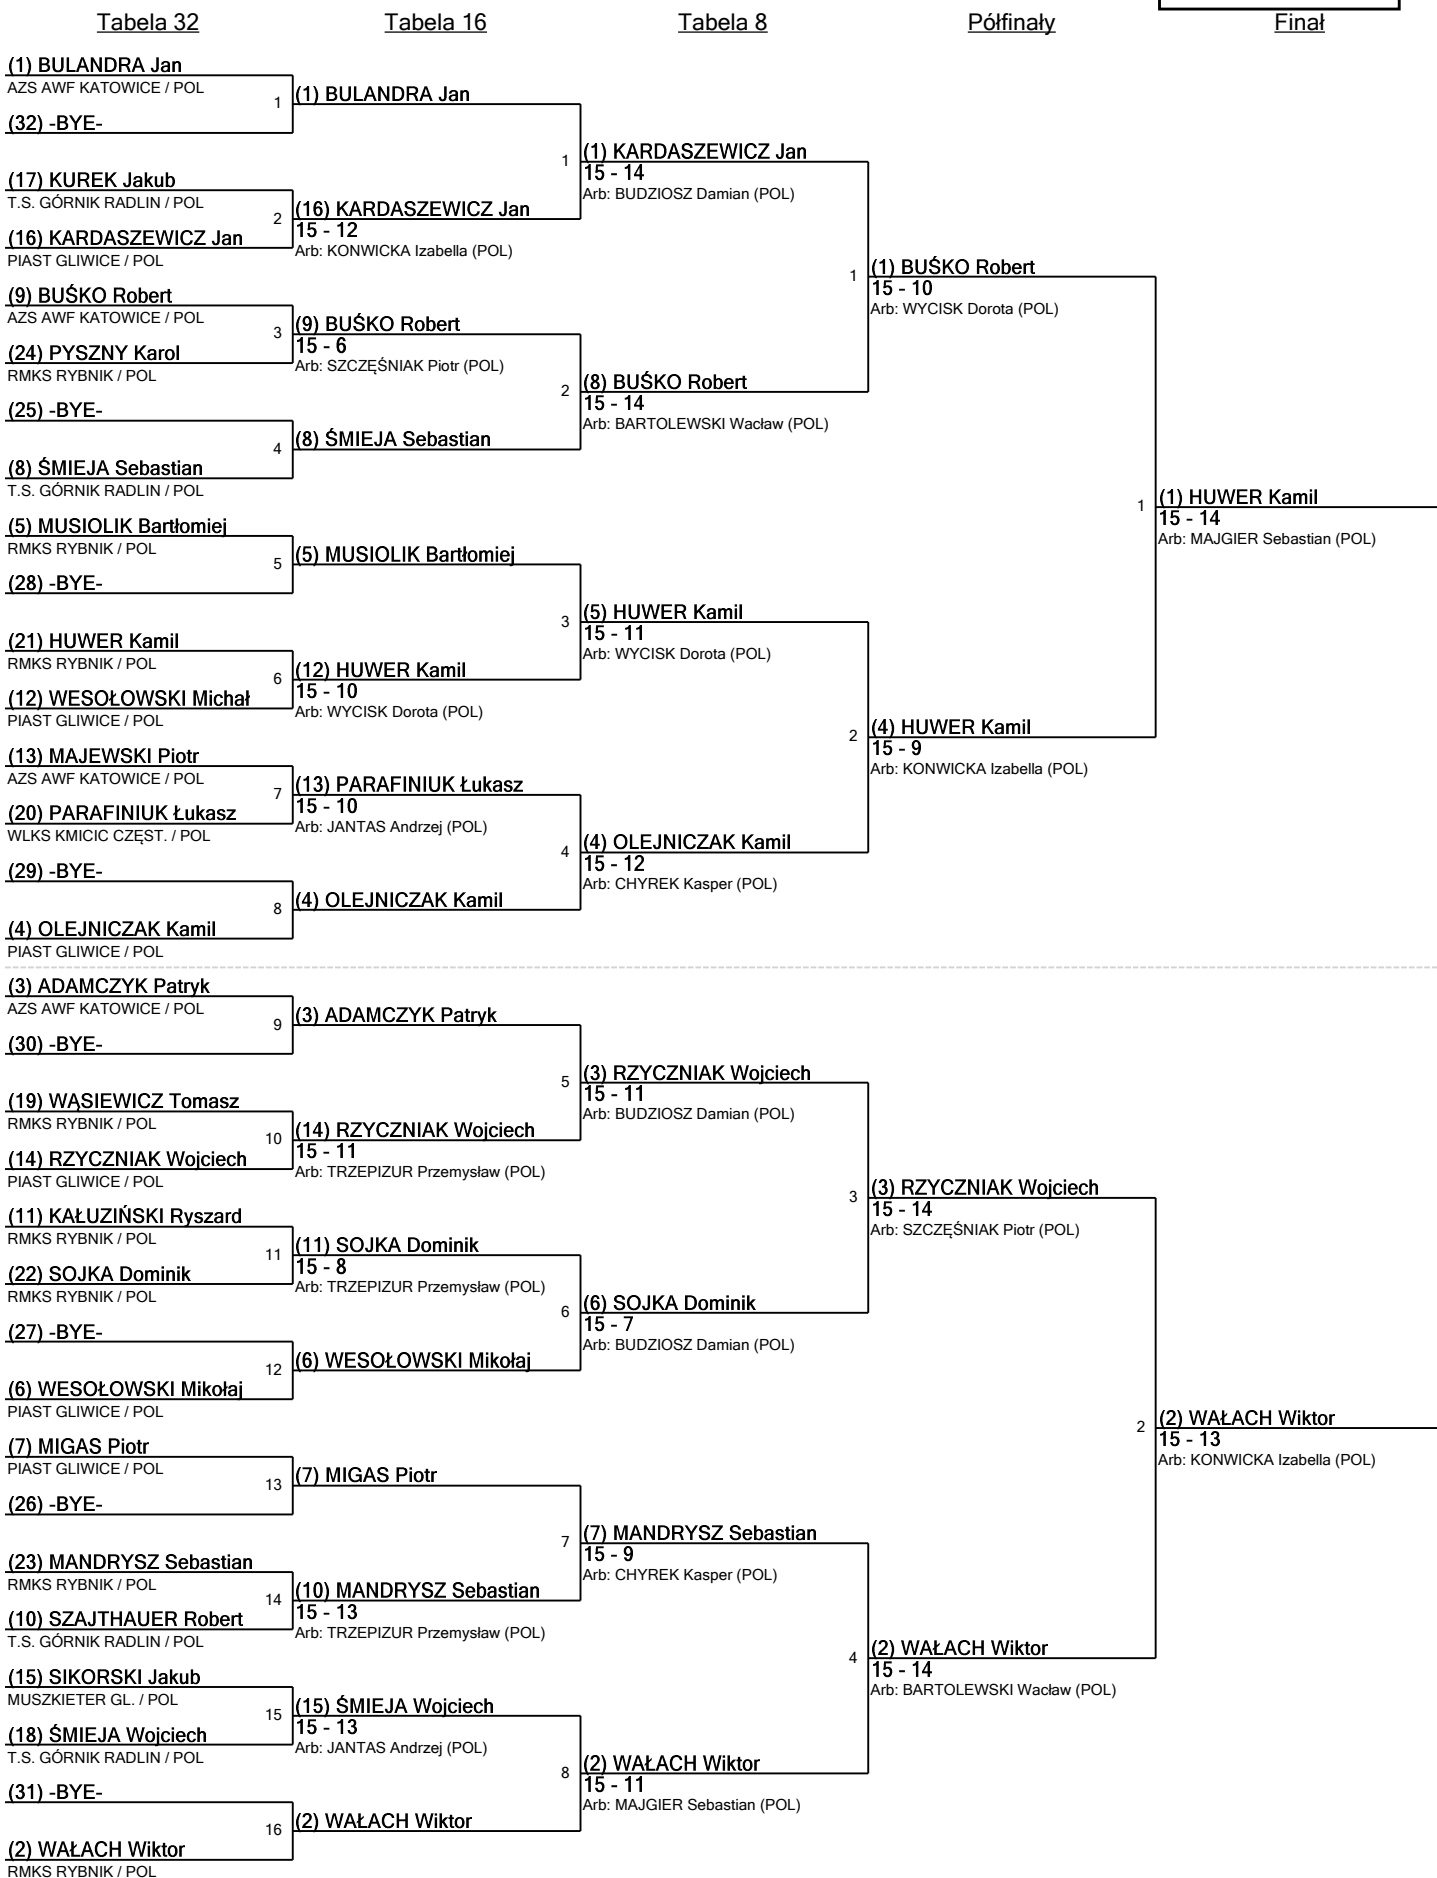 Tabela 32
Tabela 16
Tabela 8
Półfinały
Finał
(1) BULANDRA Jan
AZS AWF KATOWICE / POL
1
(32) -BYE-
(17) KUREK Jakub
T.S. GÓRNIK RADLIN / POL
2
(16) KARDASZEWICZ Jan
PIAST GLIWICE / POL
(9) BUŚKO Robert
AZS AWF KATOWICE / POL
3
(24) PYSZNY Karol
RMKS RYBNIK / POL
(25) -BYE-
4
(8) ŚMIEJA Sebastian
T.S. GÓRNIK RADLIN / POL
(5) MUSIOLIK Bartłomiej
RMKS RYBNIK / POL
5
(28) -BYE-
(21) HUWER Kamil
RMKS RYBNIK / POL
6
(12) WESOŁOWSKI Michał
PIAST GLIWICE / POL
(13) MAJEWSKI Piotr
AZS AWF KATOWICE / POL
7
(20) PARAFINIUK Łukasz
WLKS KMICIC CZĘST. / POL
(29) -BYE-
8
(4) OLEJNICZAK Kamil
PIAST GLIWICE / POL
(3) ADAMCZYK Patryk
AZS AWF KATOWICE / POL
9
(30) -BYE-
(19) WĄSIEWICZ Tomasz
RMKS RYBNIK / POL
10
(14) RZYCZNIAK Wojciech
PIAST GLIWICE / POL
(11) KAŁUZIŃSKI Ryszard
RMKS RYBNIK / POL
11
(22) SOJKA Dominik
RMKS RYBNIK / POL
(27) -BYE-
12
(6) WESOŁOWSKI Mikołaj
PIAST GLIWICE / POL
(7) MIGAS Piotr
PIAST GLIWICE / POL
13
(26) -BYE-
(23) MANDRYSZ Sebastian
RMKS RYBNIK / POL
14
(10) SZAJTHAUER Robert
T.S. GÓRNIK RADLIN / POL
(15) SIKORSKI Jakub
MUSZKIETER GL. / POL
15
(18) ŚMIEJA Wojciech
T.S. GÓRNIK RADLIN / POL
(31) -BYE-
16
(2) WAŁACH Wiktor
RMKS RYBNIK / POL
(1) BULANDRA Jan
1
(16) KARDASZEWICZ Jan
15 - 12
Arb: KONWICKA Izabella (POL)
(9) BUŚKO Robert
15 - 6
Arb: SZCZĘŚNIAK Piotr (POL)
2
(8) ŚMIEJA Sebastian
(5) MUSIOLIK Bartłomiej
3
(12) HUWER Kamil
15 - 10
Arb: WYCISK Dorota (POL)
(13) PARAFINIUK Łukasz
15 - 10
Arb: JANTAS Andrzej (POL)
4
(4) OLEJNICZAK Kamil
(3) ADAMCZYK Patryk
5
(14) RZYCZNIAK Wojciech
15 - 11
Arb: TRZEPIZUR Przemysław (POL)
(11) SOJKA Dominik
15 - 8
Arb: TRZEPIZUR Przemysław (POL)
6
(6) WESOŁOWSKI Mikołaj
(7) MIGAS Piotr
7
(10) MANDRYSZ Sebastian
15 - 13
Arb: TRZEPIZUR Przemysław (POL)
(15) ŚMIEJA Wojciech
15 - 13
Arb: JANTAS Andrzej (POL)
8
(2) WAŁACH Wiktor
(1) KARDASZEWICZ Jan
15 - 14
Arb: BUDZIOSZ Damian (POL)
1
(8) BUŚKO Robert
15 - 14
Arb: BARTOLEWSKI Wacław (POL)
(5) HUWER Kamil
15 - 11
Arb: WYCISK Dorota (POL)
2
(4) OLEJNICZAK Kamil
15 - 12
Arb: CHYREK Kasper (POL)
(3) RZYCZNIAK Wojciech
15 - 11
Arb: BUDZIOSZ Damian (POL)
3
(6) SOJKA Dominik
15 - 7
Arb: BUDZIOSZ Damian (POL)
(7) MANDRYSZ Sebastian
15 - 9
Arb: CHYREK Kasper (POL)
4
(2) WAŁACH Wiktor
15 - 11
Arb: MAJGIER Sebastian (POL)
(1) BUŚKO Robert
15 - 10
Arb: WYCISK Dorota (POL)
1
(4) HUWER Kamil
15 - 9
Arb: KONWICKA Izabella (POL)
(3) RZYCZNIAK Wojciech
15 - 14
Arb: SZCZĘŚNIAK Piotr (POL)
2
(2) WAŁACH Wiktor
15 - 14
Arb: BARTOLEWSKI Wacław (POL)
(1) HUWER Kamil
15 - 14
Arb: MAJGIER Sebastian (POL)
(2) WAŁACH Wiktor
15 - 13
Arb: KONWICKA Izabella (POL)